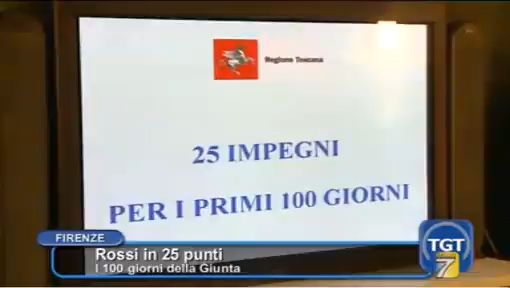 Regione Toscana
25 IMPEGNI
PER I PRIMI 100 GIORNI
FIRENZE
Rossi in 25 punti
I 100 giorni della Giunta
TGT
7